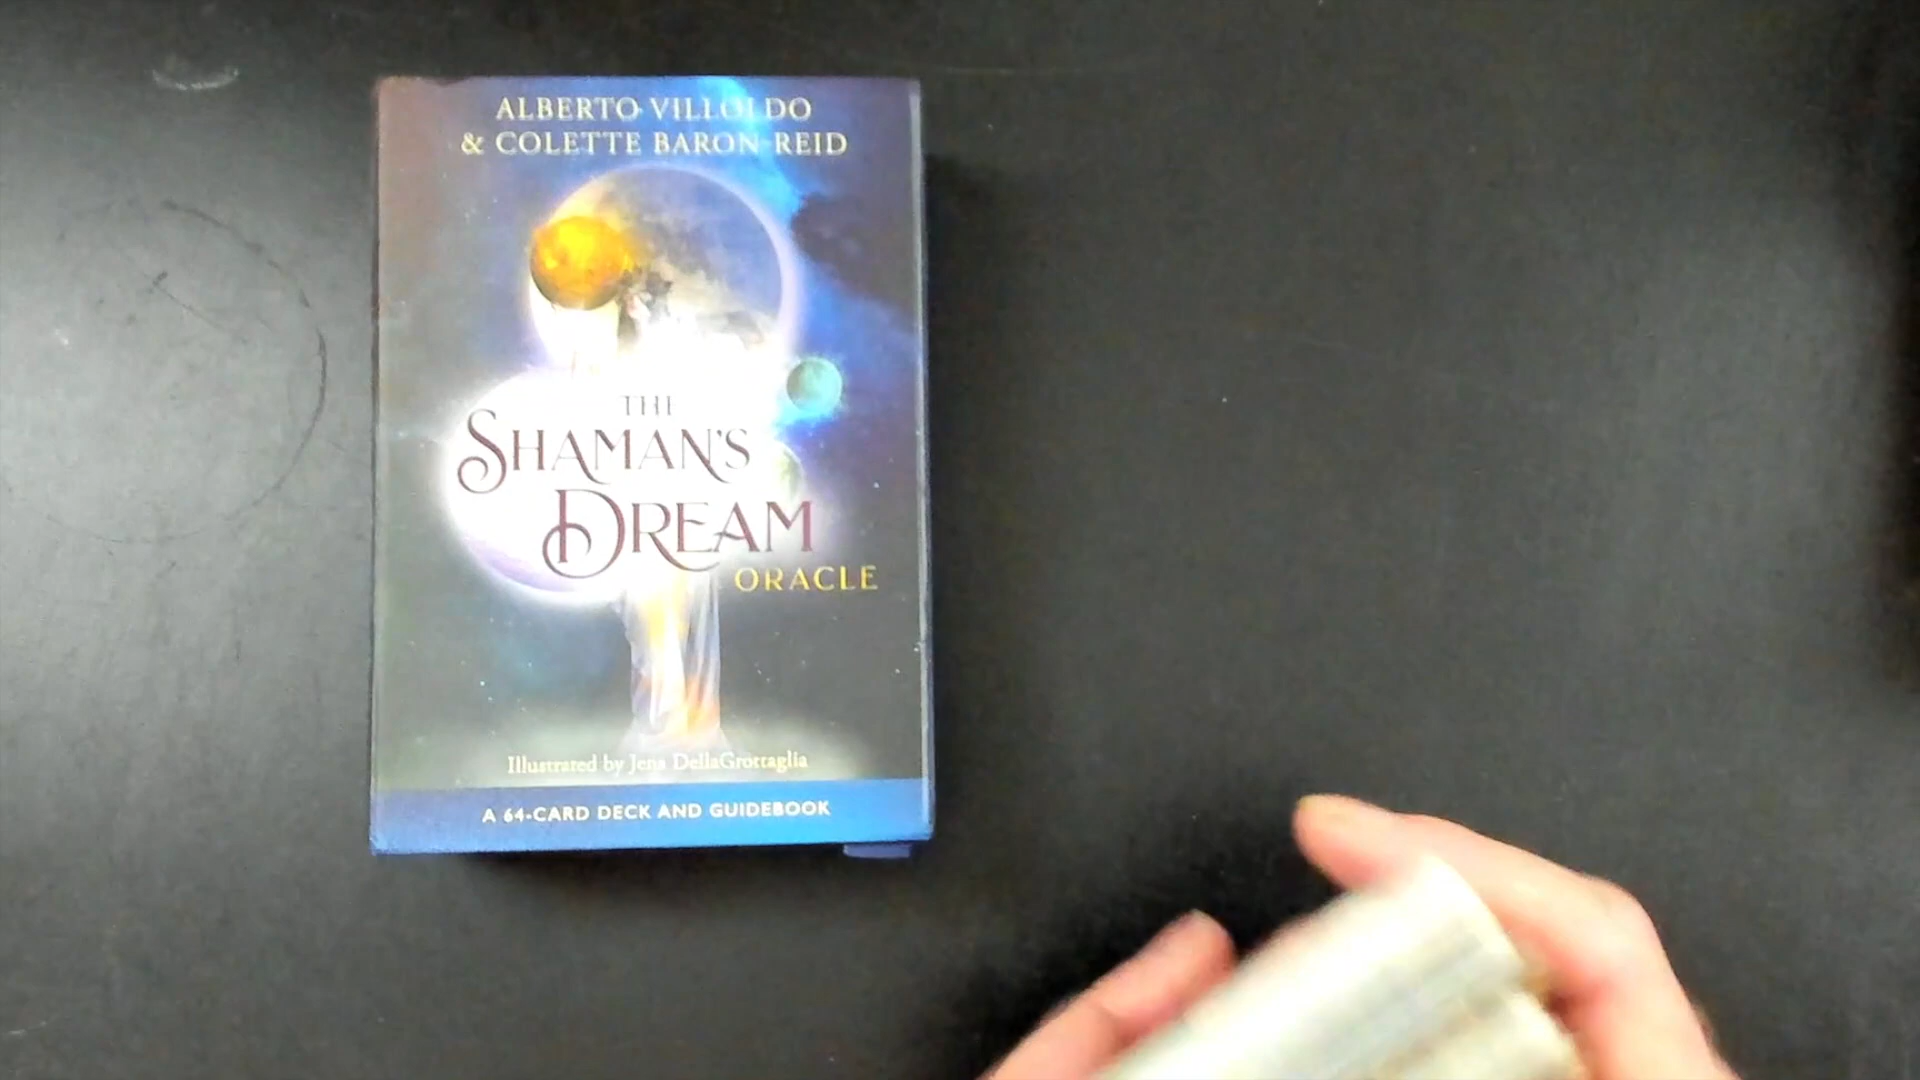 ALBERTO VILLOLDO
& COLETTE BARON-REID
THE
SHAMAN'S
DREAM
ORACLE
Illustrated by Jena DellaGrottaglia
A 64-CARD DECK AND GUIDEBOOK